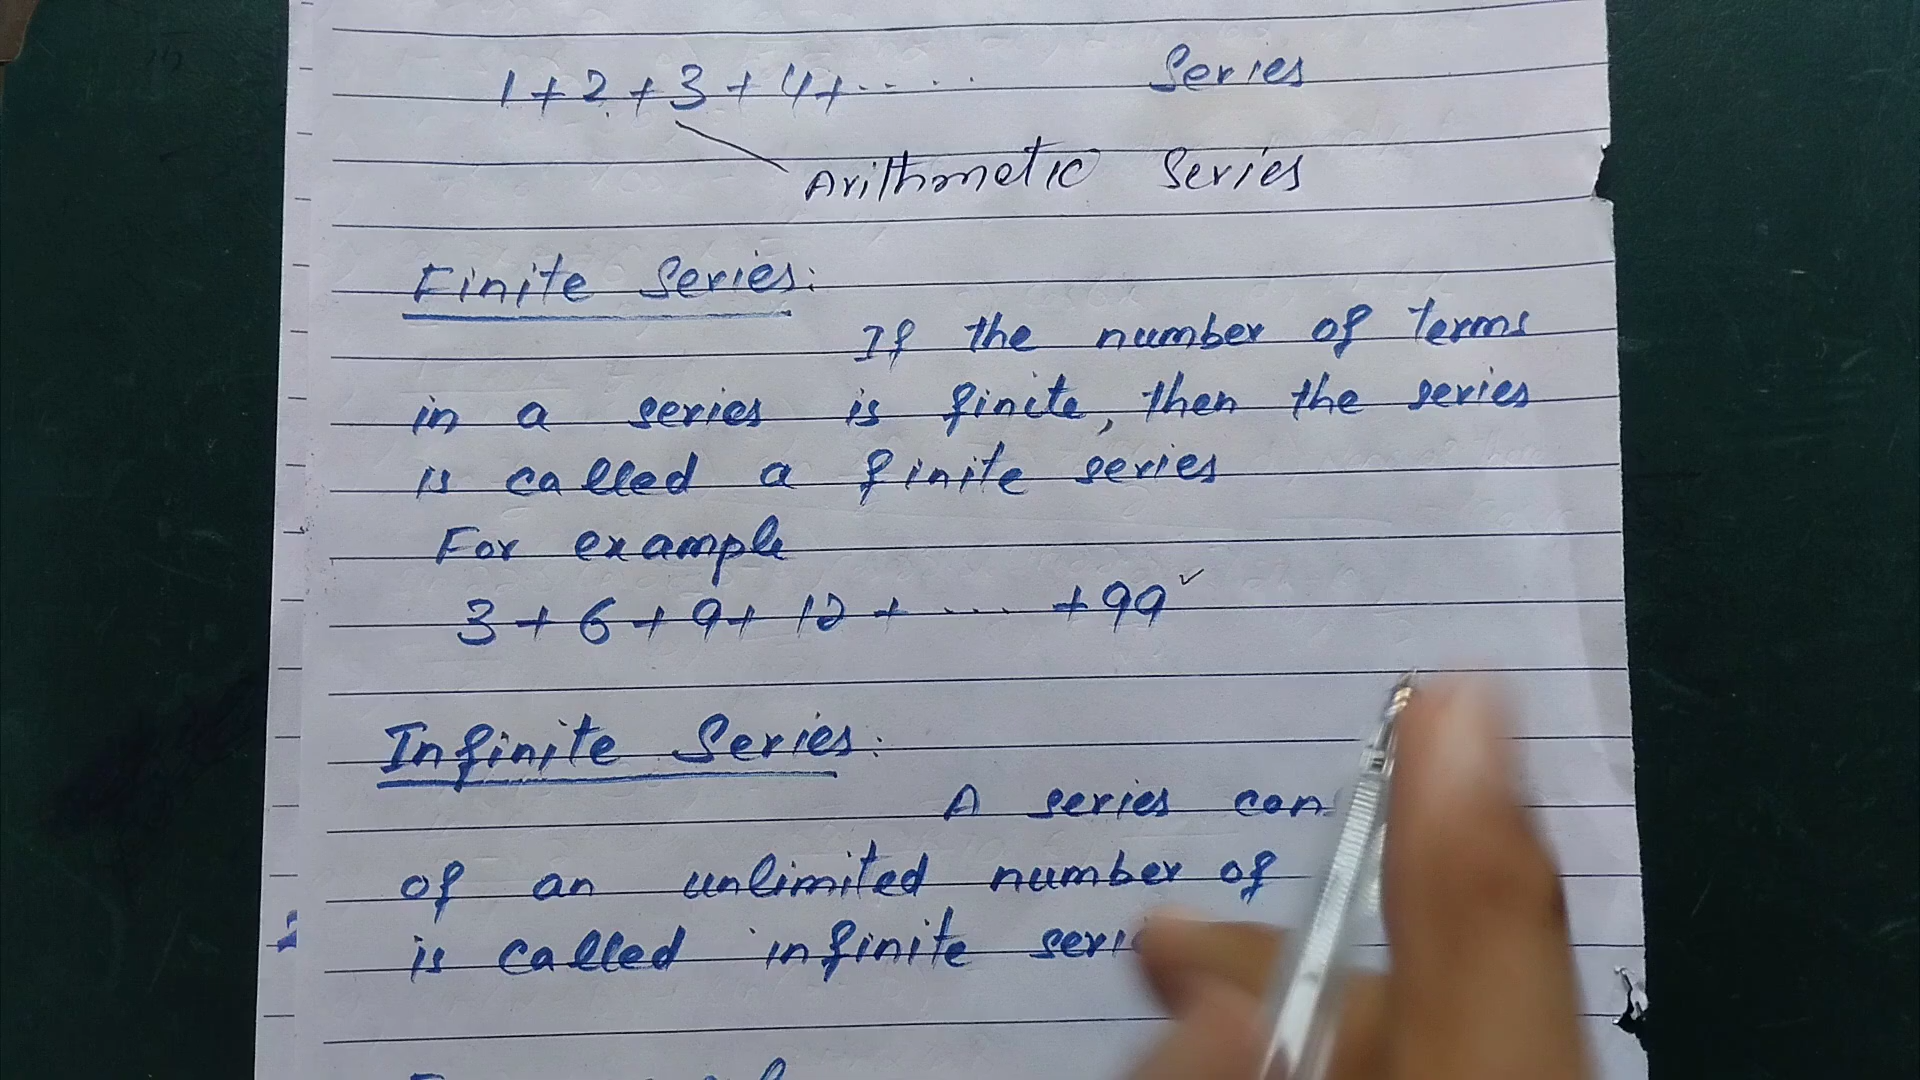 1+2+3+4+..... Series
Arithmetic Series
Finite Series:
If the number of terms
in a series is finite, then the series
is called a finite series
For example
3+6+9+12+.... +99
Infinite Series:
A series
of an unlimited number of
is called infinite